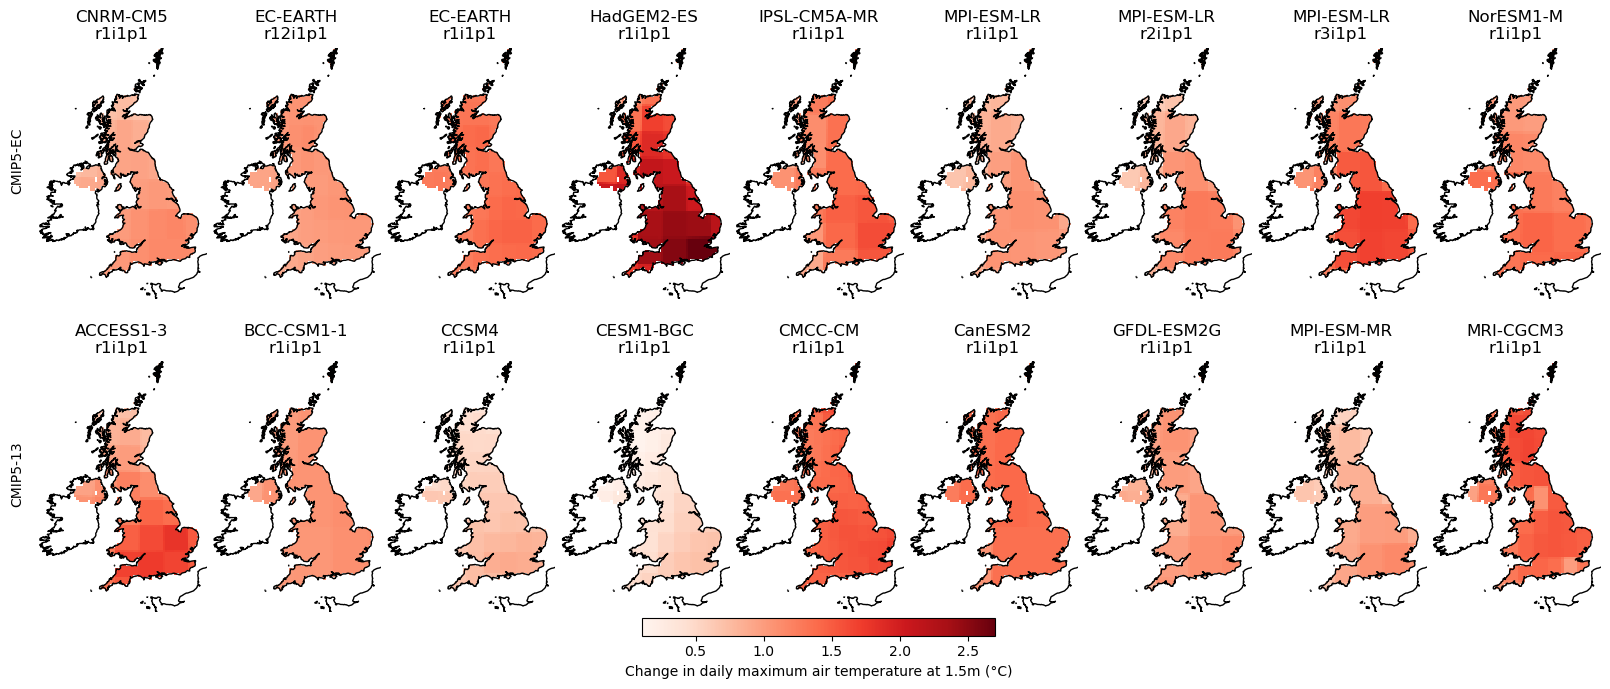 CNRM-CM5
r1i1p1
EC-EARTH
r12i1p1
EC-EARTH
r1i1p1
HadGEM2-ES
r1i1p1
IPSL-CM5A-MR
r1i1p1
MPI-ESM-LR
r1i1p1
MPI-ESM-LR
r2i1p1
MPI-ESM-LR
r3i1p1
NorESM1-M
r1i1p1
CMIP5-EC
ACCESS1-3
r1i1p1
BCC-CSM1-1
r1i1p1
CCSM4
r1i1p1
CESM1-BGC
r1i1p1
CMCC-CM
r1i1p1
CanESM2
r1i1p1
GFDL-ESM2G
r1i1p1
MPI-ESM-MR
r1i1p1
MRI-CGCM3
r1i1p1
CMIP5-13
0.5 1.0 1.5 2.0 2.5
Change in daily maximum air temperature at 1.5m (°C)